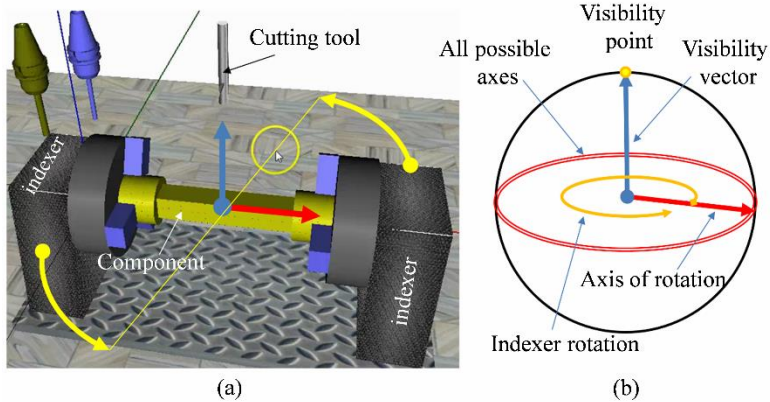 Cutting tool
indexer
Component
indexer
(a)
Visibility
point
All possible
axes
Visibility
vector
Axis of rotation
Indexer rotation
(b)